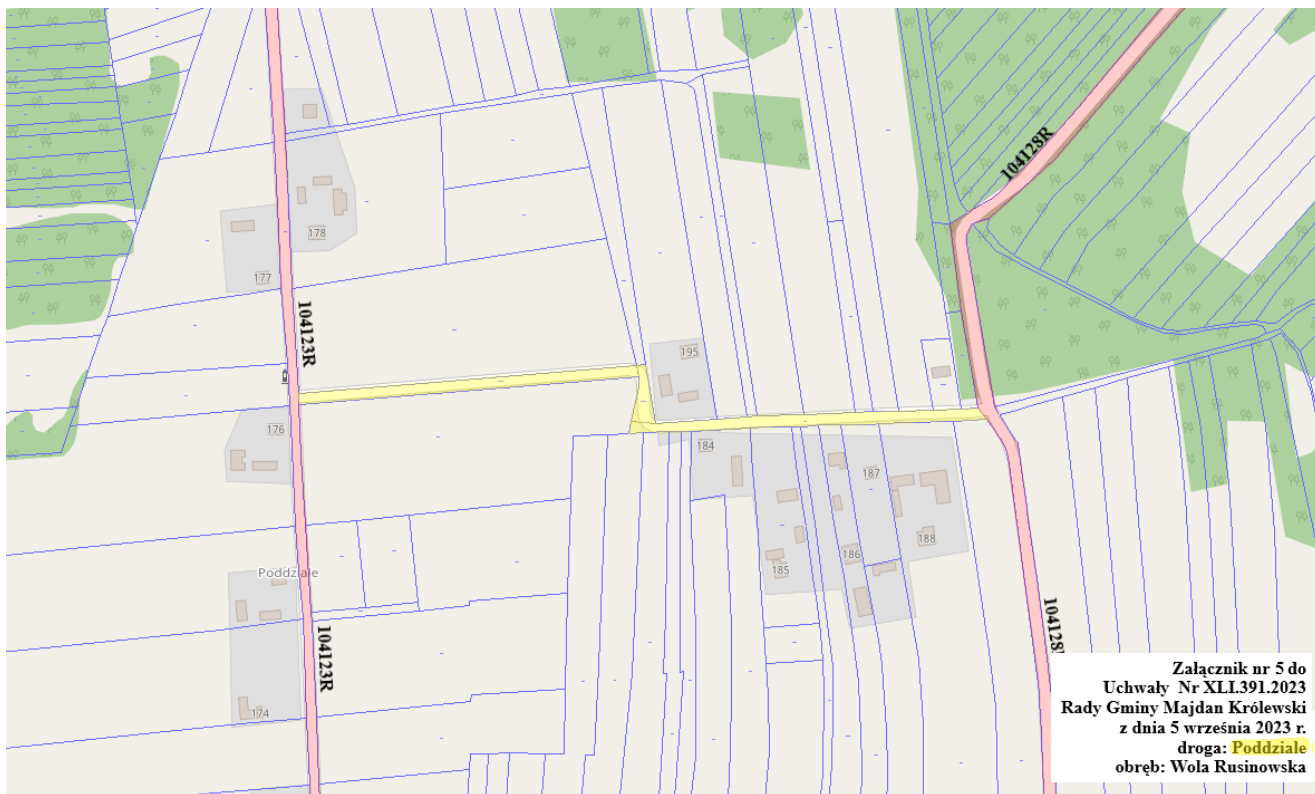 104128R
178
177
104123R
195
176
184
187
188
186
185
Poddziale
104123R
174
104128
Załącznik nr 5 do
Uchwały Nr XLI.391.2023
Rady Gminy Majdan Królewski
z dnia 5 września 2023 r.
droga: Poddziale
obręb: Wola Rusinowska